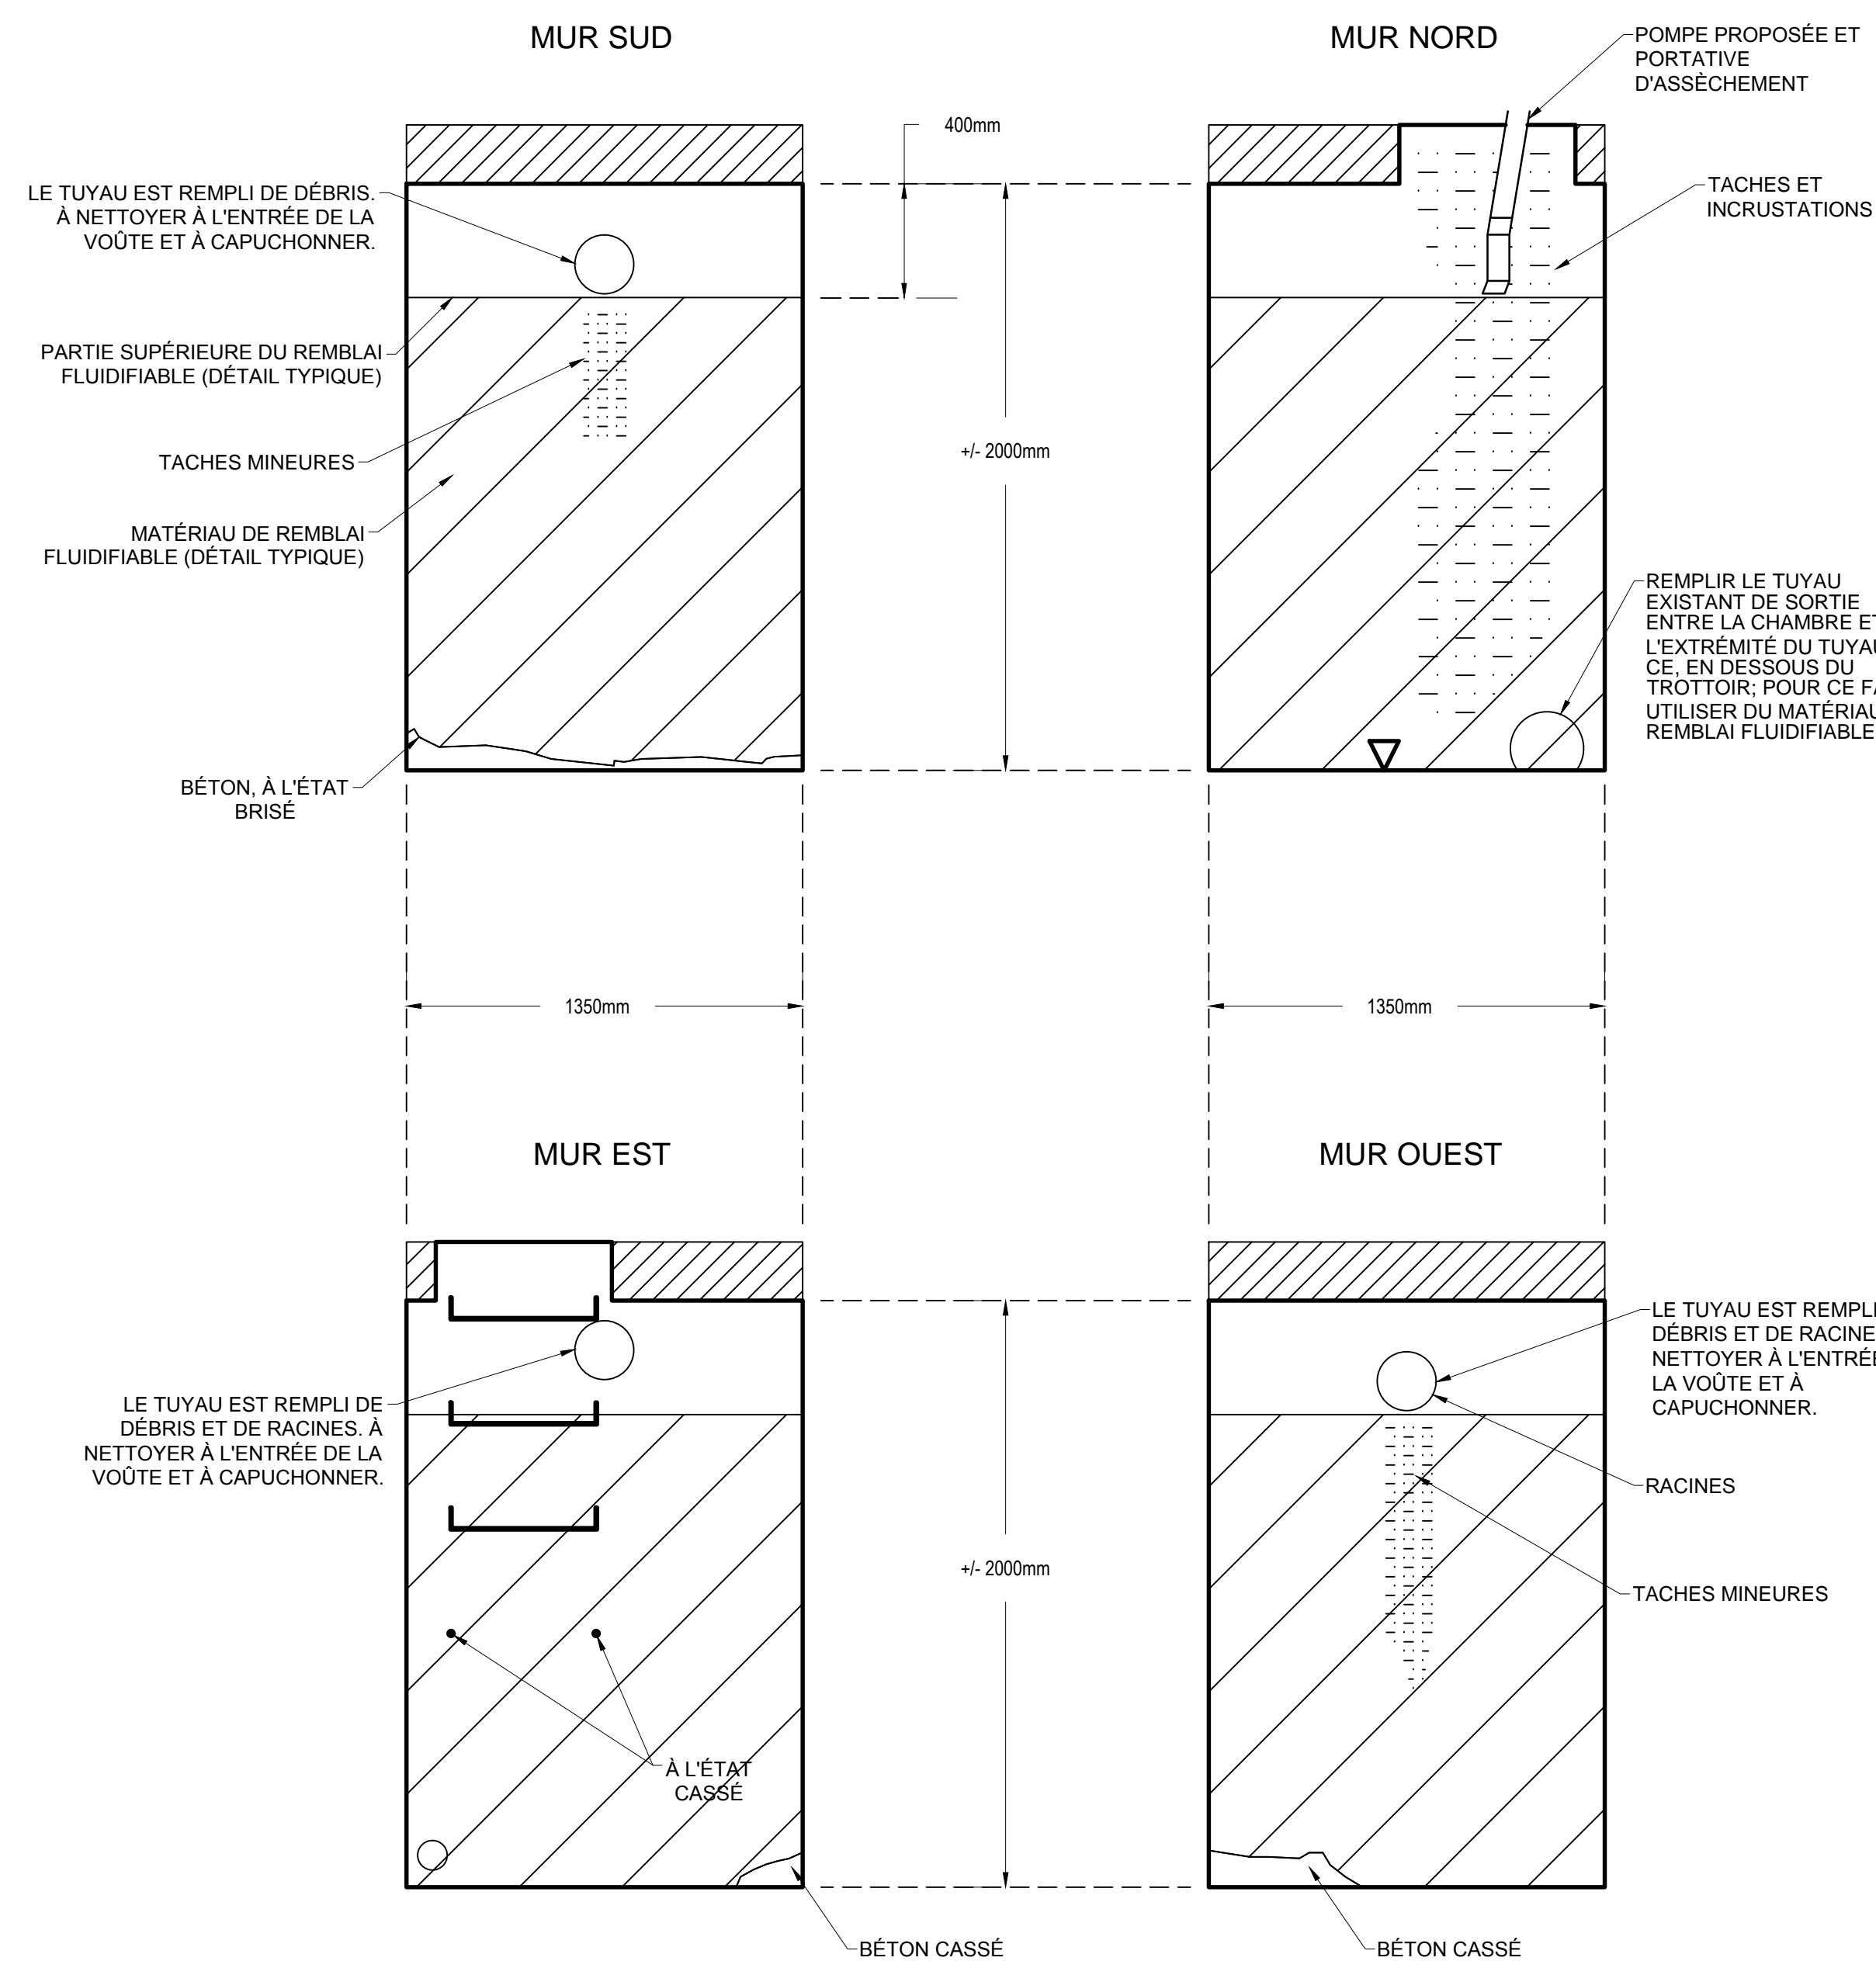 MUR SUD
MUR NORD
POMPE PROPOSÉE ET
PORTATIVE
D'ASSÈCHEMENT
400mm
LE TUYAU EST REMPLI DE DÉBRIS.
À NETTOYER À L'ENTRÉE DE LA
VOÛTE ET À CAPUCHONNER.
TACHES ET
INCRUSTATIONS
PARTIE SUPÉRIEURE DU REMBLAI
FLUIDIFIABLE (DÉTAIL TYPIQUE)
+/- 2000mm
TACHES MINEURES
MATÉRIAU DE REMBLAI
FLUIDIFIABLE (DÉTAIL TYPIQUE)
REMPLIR LE TUYAU
EXISTANT DE SORTIE
ENTRE LA CHAMBRE ET
L'EXTRÉMITÉ DU TUYAU
CE, EN DESSOUS DU
TROTTOIR; POUR CE
UTILISER DU MATÉRIAU
REMBLAI FLUIDIFIABLE
BÉTON, À L'ÉTAT
BRISÉ
1350mm
1350mm
MUR EST
MUR OUEST
LE TUYAU EST REMPLI DE
DÉBRIS ET DE RACINES. À
NETTOYER À L'ENTRÉE DE LA
VOÛTE ET À CAPUCHONNER.
LE TUYAU EST REMPLI
DÉBRIS ET DE RACINE
NETTOYER À L'ENTRÉE
LA VOÛTE ET À
CAPUCHONNER.
RACINES
+/- 2000mm
TACHES MINEURES
À L'ÉTAT
CASSÉ
BÉTON CASSÉ
BÉTON CASSÉ